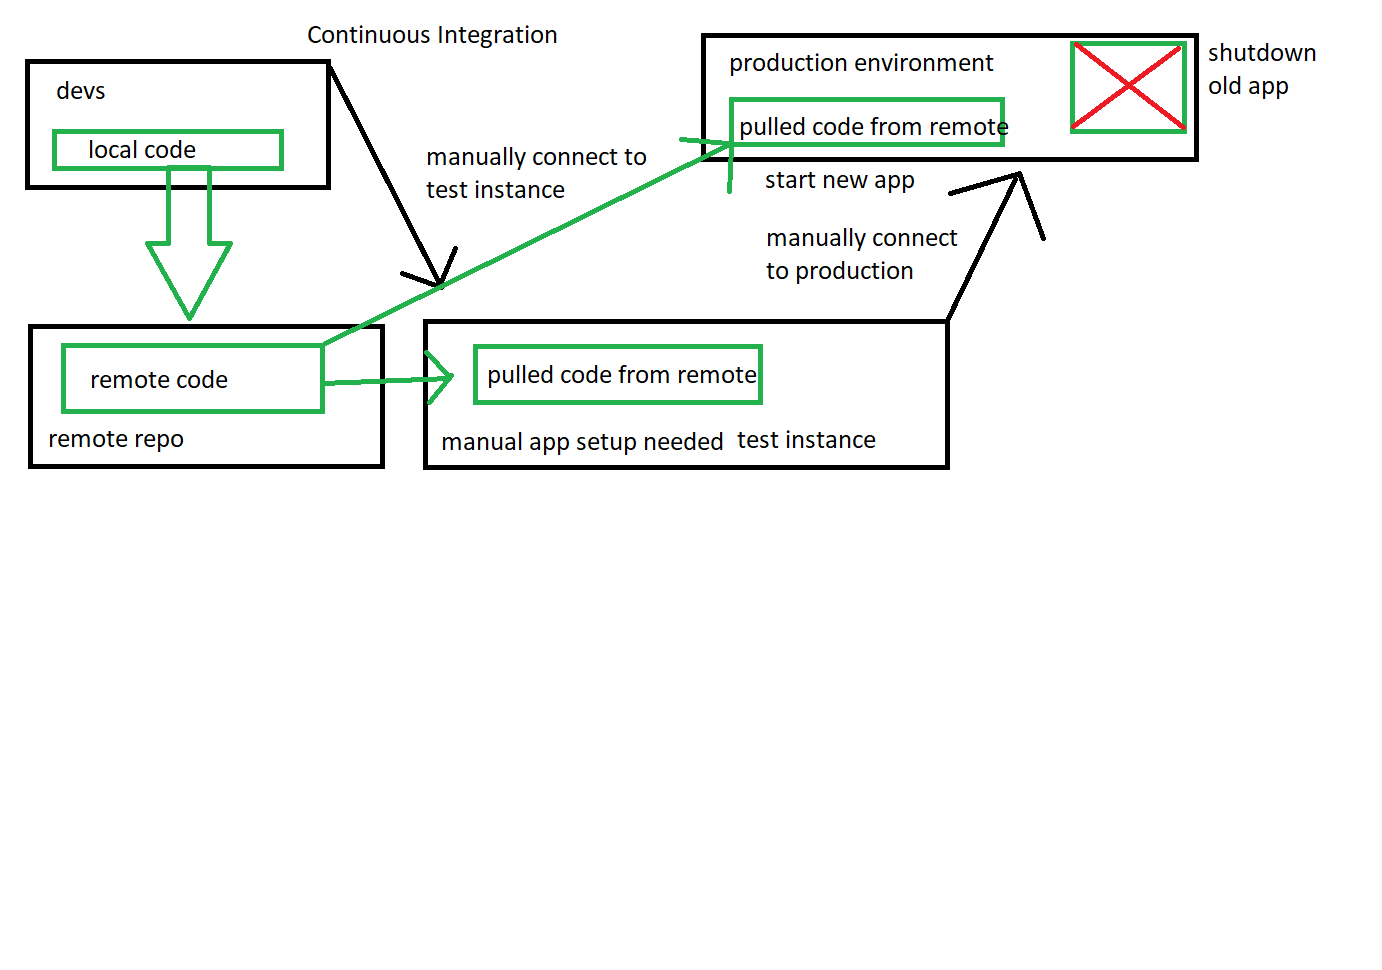 Continuous Integration
devs
local code
manually connect to
test instance
production environment
pulled code from remote
shutdown
old app
start new app
manually connect
to production
remote code
remote repo
pulled code from remote
manual app setup needed
test instance